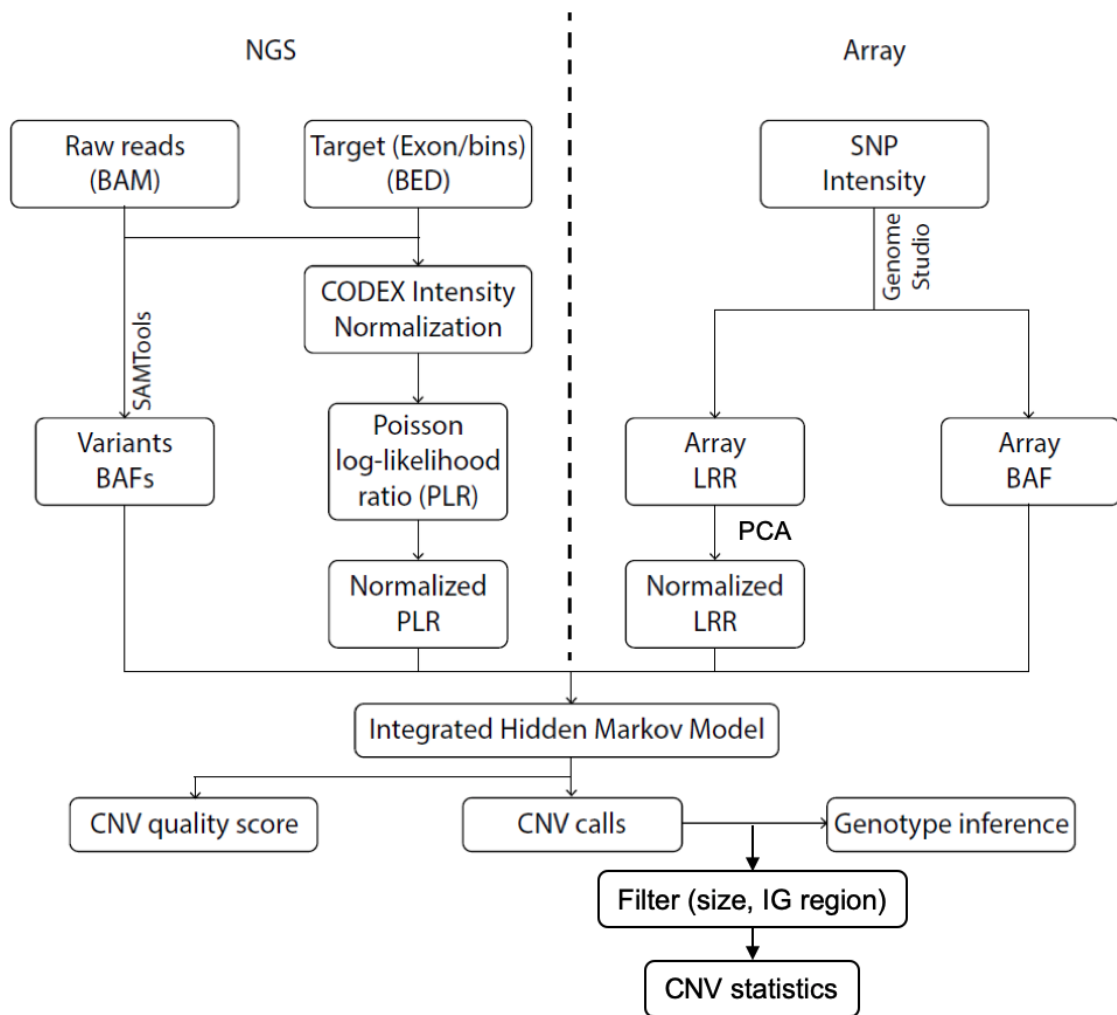 NGS
Array
Raw reads
(BAM)
Target (Exon/bins)
(BED)
SNP
Intensity
Genome
Studio
CODEX Intensity
Normalization
SAMTools
Variants
BAFs
Poisson
log-likelihood
ratio (PLR)
Array
LRR
Array
BAF
PCA
Normalized
PLR
Normalized
LRR
Integrated Hidden Markov Model
CNV quality score
CNV calls
Genotype inference
Filter (size, IG region)
CNV statistics